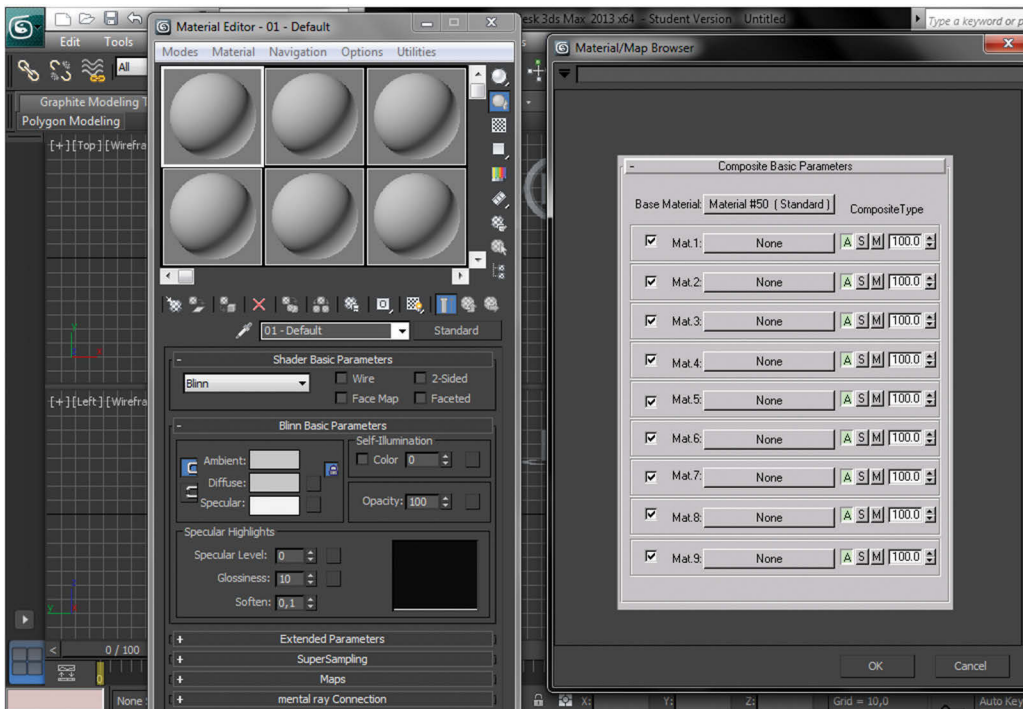 esk 3ds Max 2013 x64 - Student Version Untitled
Type a keyword or p
Edit Tools
All
Graphite Modeling T
Polygon Modeling
[+][Top][Wirefra
[+][Left][Wirefra
y
x
0 / 100
0
None
Material Editor - 01 - Default
Modes Material Navigation Options Utilities
01 - Default
Standard
Shader Basic Parameters
Blinn
Wire
2-Sided
Face Map
Faceted
Blinn Basic Parameters
Self-Illumination
Ambient:
Color 0
Diffuse:
Specular:
Opacity: 100
Specular Highlights
Specular Level: 0
Glossiness: 10
Soften: 0,1
+ Extended Parameters
+ SuperSampling
+ Maps
+ mental ray Connection
Material/Map Browser
- Composite Basic Parameters
Base Material: Material #50 ( Standard ) CompositeType
Mat.1: None A S M 100.0
Mat.2: None A S M 100.0
Mat.3: None A S M 100.0
Mat.4: None A S M 100.0
Mat.5: None A S M 100.0
Mat.6: None A S M 100.0
Mat.7: None A S M 100.0
Mat.8: None A S M 100.0
Mat.9: None A S M 100.0
OK
Cancel
X: Y: Z: Grid = 10,0 Auto Key